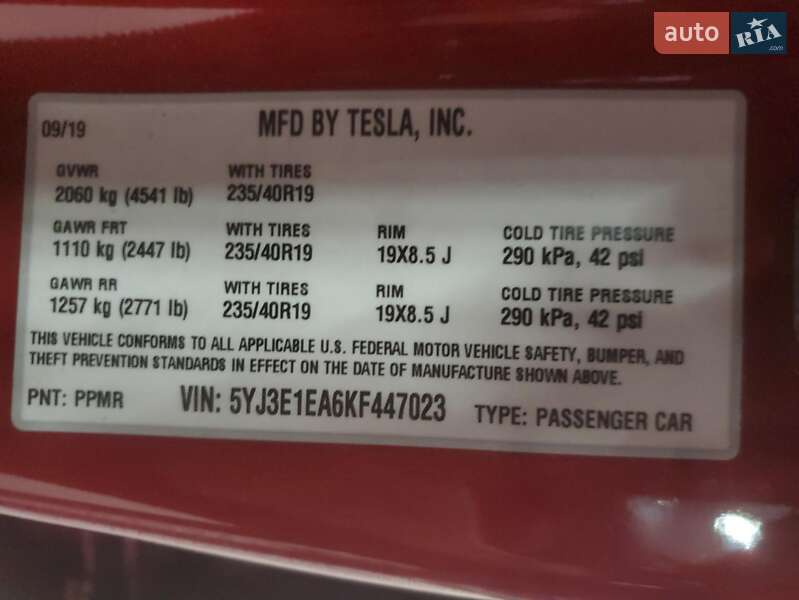 auto RIA
.com
09/19 MFD BY TESLA, INC.
GVWR WITH TIRES
2060 kg (4541 lb) 235/40R19
GAWR FRT WITH TIRES RIM COLD TIRE PRESSURE
1110 kg (2447 lb) 235/40R19 19X8.5 J 290 kPa, 42 psi
GAWR RR WITH TIRES RIM COLD TIRE PRESSURE
1257 kg (2771 lb) 235/40R19 19X8.5 J 290 kPa, 42 psi
THIS VEHICLE CONFORMS TO ALL APPLICABLE U.S. FEDERAL MOTOR VEHICLE SAFETY, BUMPER, AND
THEFT PREVENTION STANDARDS IN EFFECT ON THE DATE OF MANUFACTURE SHOWN ABOVE.
PNT: PPMR VIN: 5YJ3E1EA6KF447023 TYPE: PASSENGER CAR